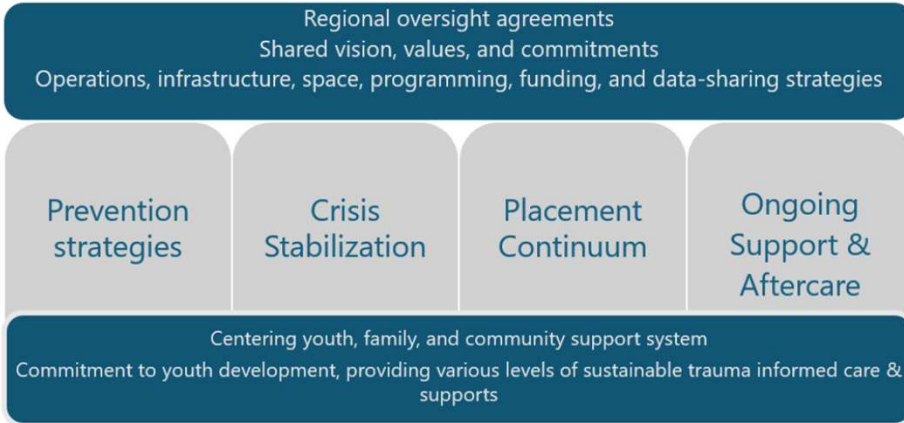 Regional oversight agreements
Shared vision, values, and commitments
Operations, infrastructure, space, programming, funding, and data-sharing strategies
Prevention
strategies
Crisis
Stabilization
Placement
Continuum
Ongoing
Support &
Aftercare
Centering youth, family, and community support system
Commitment to youth development, providing various levels of sustainable trauma informed care &
supports